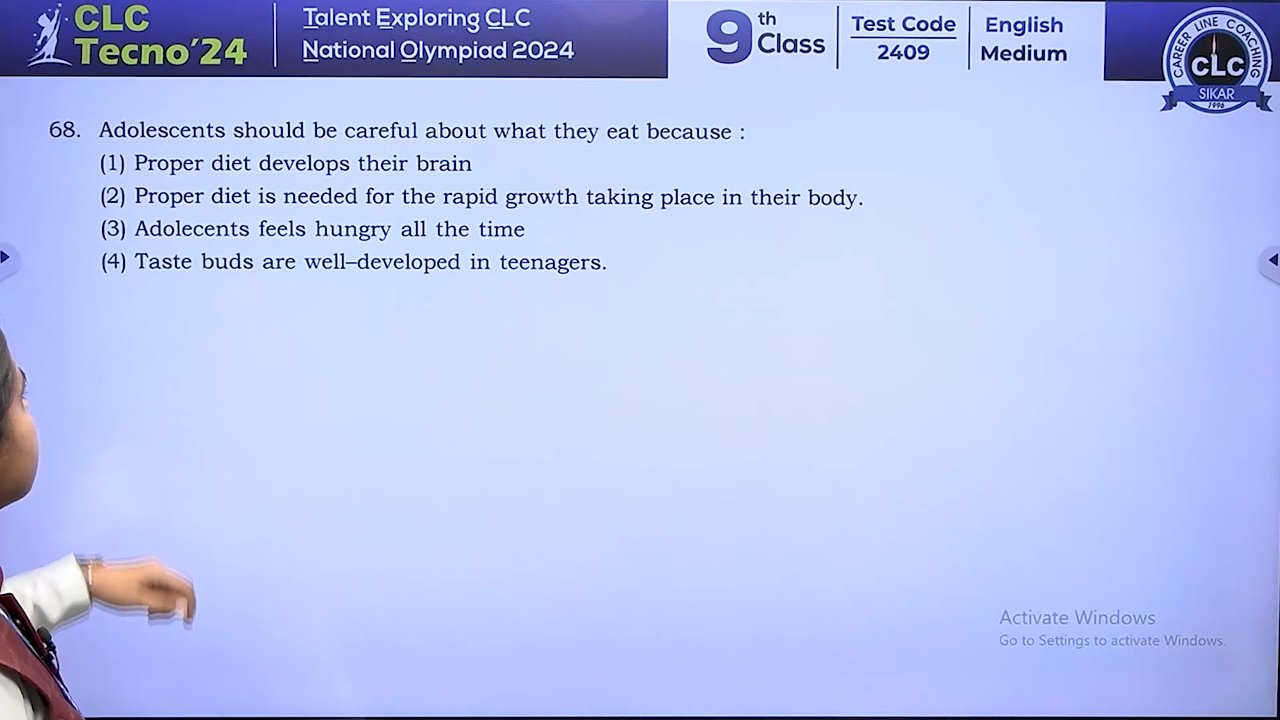 CLC
Tecno'24
Talent Exploring CLC
National Olympiad 2024
9th Class
Test Code
2409
English
Medium
CAREER LINE COACHING
CLC
SIKAR
1996
68. Adolescents should be careful about what they eat because :
(1) Proper diet develops their brain
(2) Proper diet is needed for the rapid growth taking place in their body.
(3) Adolecents feels hungry all the time
(4) Taste buds are well–developed in teenagers.
Activate Windows
Go to Settings to activate Windows.